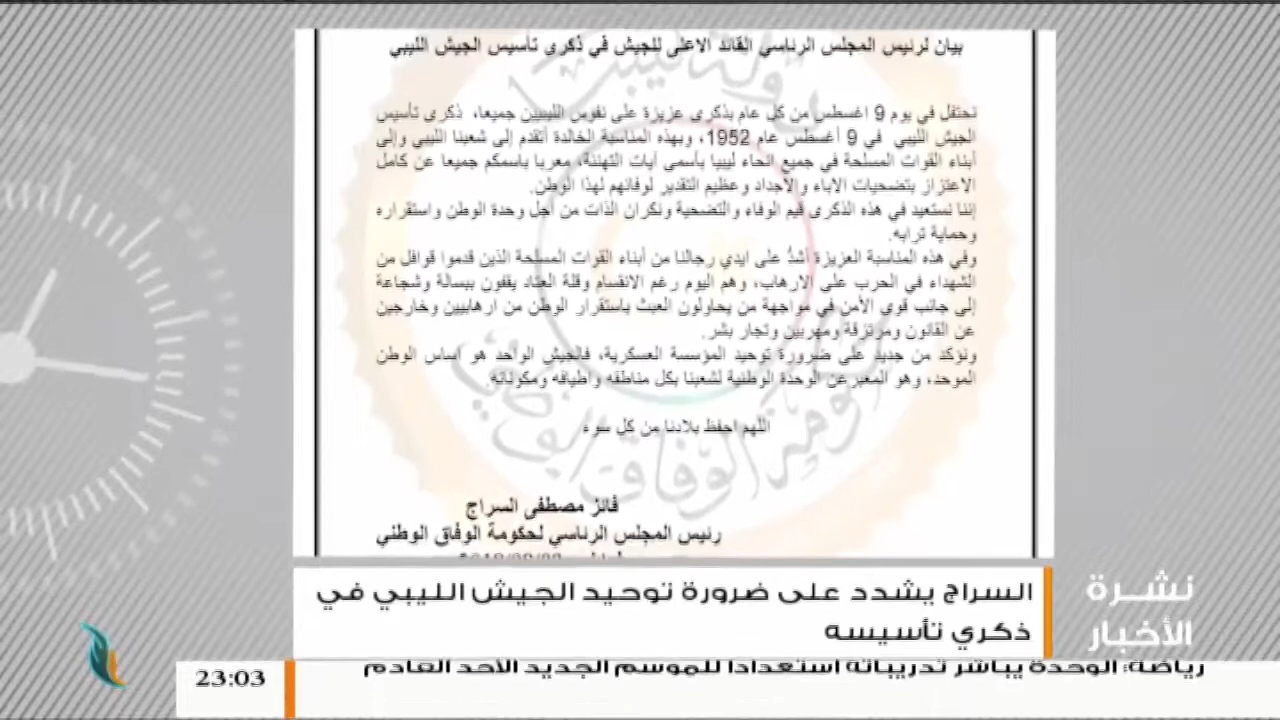 بيان لرئيس المجلس الرئاسي القائد الاعلى للجيش في ذكري تأسيس الجيش الليبي
نحتفل في يوم 9 اغسطس من كل عام بذكرى عزيزة على نفوس الليبيين جميعا، ذكرى تأسيس
الجيش الليبي في 9 أغسطس عام 1952، وبهذه المناسبة الخالدة أتقدم إلى شعبنا الليبي وإلى
أبناء القوات المسلحة في جميع انحاء ليبيا بأسمى آيات التهنئة، معربا باسمكم جميعا عن كامل
الاعتزاز بتضحيات الاباء والأجداد وعظيم التقدير لوفائهم لهذا الوطن.
إننا نستعيد في هذه الذكرى قيم الوفاء والتضحية ونكران الذات من أجل وحدة الوطن واستقراره
وحماية ترابه.
وفي هذه المناسبة العزيزة أشدُّ على ايدي رجالنا من أبناء القوات المسلحة الذين قدموا قوافل من
الشهداء في الحرب على الارهاب، وهم اليوم رغم الانقسام وقلة العتاد يقفون ببسالة وشجاعة
إلى جانب قوي الأمن في مواجهة من يحاولون العبث باستقرار الوطن من ارهابيين وخارجين
عن القانون ومرتزقة ومهربين وتجار بشر.
ونؤكد من جديد على ضرورة توحيد المؤسسة العسكرية، فالجيش الواحد هو اساس الوطن
الموحد، وهو المعبر عن الوحدة الوطنية لشعبنا بكل مناطقه وأطيافه ومكوناته.
اللهم احفظ بلادنا من كل سوء
فائز مصطفى السراج
رئيس المجلس الرئاسي لحكومة الوفاق الوطني
السراج يشدد على ضرورة توحيد الجيش الليبي في
ذكري تأسيسه
نشرة
الأخبار
رياضة: الوحدة يباشر تدريباته استعدادا للموسم الجديد الأحد القادم
23:03